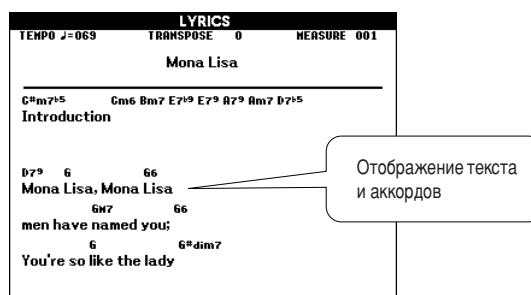 LYRICS
TEMPO ♩=069 TRANSPOSE 0 MEASURE 001
Mona Lisa
C#m7♭5 Cm6 Bm7 E7♭9 E79 A79 Am7 D7♭5
Introduction
D79 G G6
Mona Lisa, Mona Lisa
GM7 G6
men have named you;
G G#dim7
You're so like the lady
Отображение текста
и аккордов